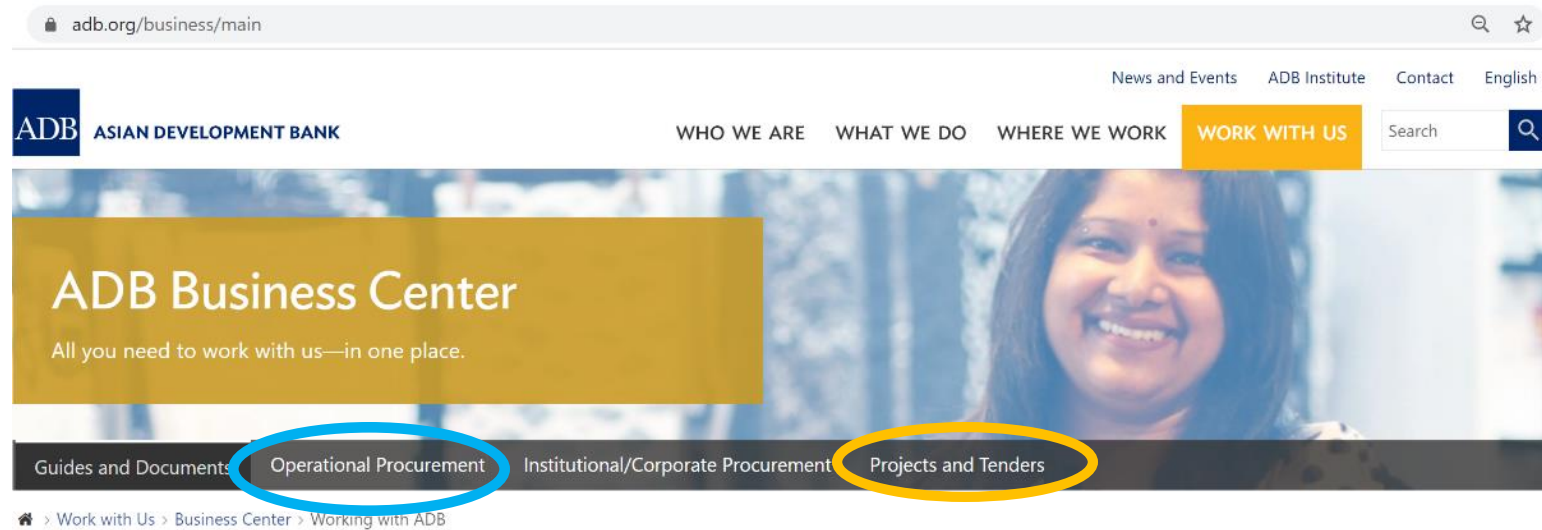 adb.org/business/main
News and Events ADB Institute Contact English
ADB ASIAN DEVELOPMENT BANK WHO WE ARE WHAT WE DO WHERE WE WORK WORK WITH US Search
ADB Business Center
All you need to work with us—in one place.
Guides and Documents Operational Procurement Institutional/Corporate Procurement Projects and Tenders
> Work with Us > Business Center > Working with ADB